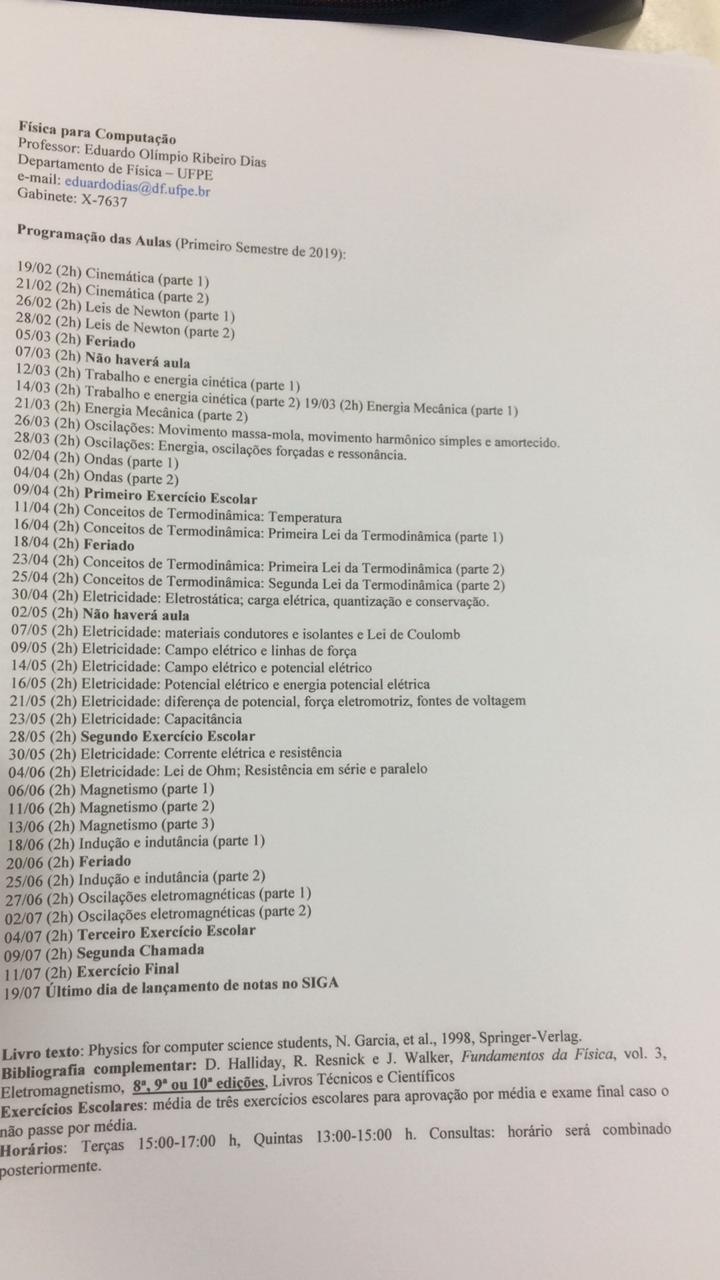 Física para Computação
Professor: Eduardo Olímpio Ribeiro Dias
Departamento de Física – UFPE
e-mail: eduardodias@df.ufpe.br
Gabinete: X-7637
Programação das Aulas (Primeiro Semestre de 2019):
19/02 (2h) Cinemática (parte 1)
21/02 (2h) Cinemática (parte 2)
26/02 (2h) Leis de Newton (parte 1)
28/02 (2h) Leis de Newton (parte 2)
05/03 (2h) Feriado
07/03 (2h) Não haverá aula
12/03 (2h) Trabalho e energia cinética (parte 1)
14/03 (2h) Trabalho e energia cinética (parte 2) 19/03 (2h) Energia Mecânica (parte 1)
21/03 (2h) Energia Mecânica (parte 2)
26/03 (2h) Oscilações: Movimento massa-mola, movimento harmônico simples e amortecido.
28/03 (2h) Oscilações: Energia, oscilações forçadas e ressonância.
02/04 (2h) Ondas (parte 1)
04/04 (2h) Ondas (parte 2)
09/04 (2h) Primeiro Exercício Escolar
11/04 (2h) Conceitos de Termodinâmica: Temperatura
16/04 (2h) Conceitos de Termodinâmica: Primeira Lei da Termodinâmica (parte 1)
18/04 (2h) Feriado
23/04 (2h) Conceitos de Termodinâmica: Primeira Lei da Termodinâmica (parte 2)
25/04 (2h) Conceitos de Termodinâmica: Segunda Lei da Termodinâmica (parte 2)
30/04 (2h) Eletricidade: Eletrostática; carga elétrica, quantização e conservação.
02/05 (2h) Não haverá aula
07/05 (2h) Eletricidade: materiais condutores e isolantes e Lei de Coulomb
09/05 (2h) Eletricidade: Campo elétrico e linhas de força
14/05 (2h) Eletricidade: Campo elétrico e potencial elétrico
16/05 (2h) Eletricidade: Potencial elétrico e energia potencial elétrica
21/05 (2h) Eletricidade: diferença de potencial, força eletromotriz, fontes de voltagem
23/05 (2h) Eletricidade: Capacitância
28/05 (2h) Segundo Exercício Escolar
30/05 (2h) Eletricidade: Corrente elétrica e resistência
04/06 (2h) Eletricidade: Lei de Ohm; Resistência em série e paralelo
06/06 (2h) Magnetismo (parte 1)
11/06 (2h) Magnetismo (parte 2)
13/06 (2h) Magnetismo (parte 3)
18/06 (2h) Indução e indutância (parte 1)
20/06 (2h) Feriado
25/06 (2h) Indução e indutância (parte 2)
27/06 (2h) Oscilações eletromagnéticas (parte 1)
02/07 (2h) Oscilações eletromagnéticas (parte 2)
04/07 (2h) Terceiro Exercício Escolar
09/07 (2h) Segunda Chamada
11/07 (2h) Exercício Final
19/07 Último dia de lançamento de notas no SIGA
Livro texto: Physics for computer science students, N. Garcia, et al., 1998, Springer-Verlag.
Bibliografia complementar: D. Halliday, R. Resnick e J. Walker, Fundamentos da Física, vol. 3,
Eletromagnetismo, 8ª, 9ª ou 10ª edições, Livros Técnicos e Científicos
Exercícios Escolares: média de três exercícios escolares para aprovação por média e exame final caso o
não passe por média.
Horários: Terças 15:00-17:00 h, Quintas 13:00-15:00 h. Consultas: horário será combinado
posteriormente.